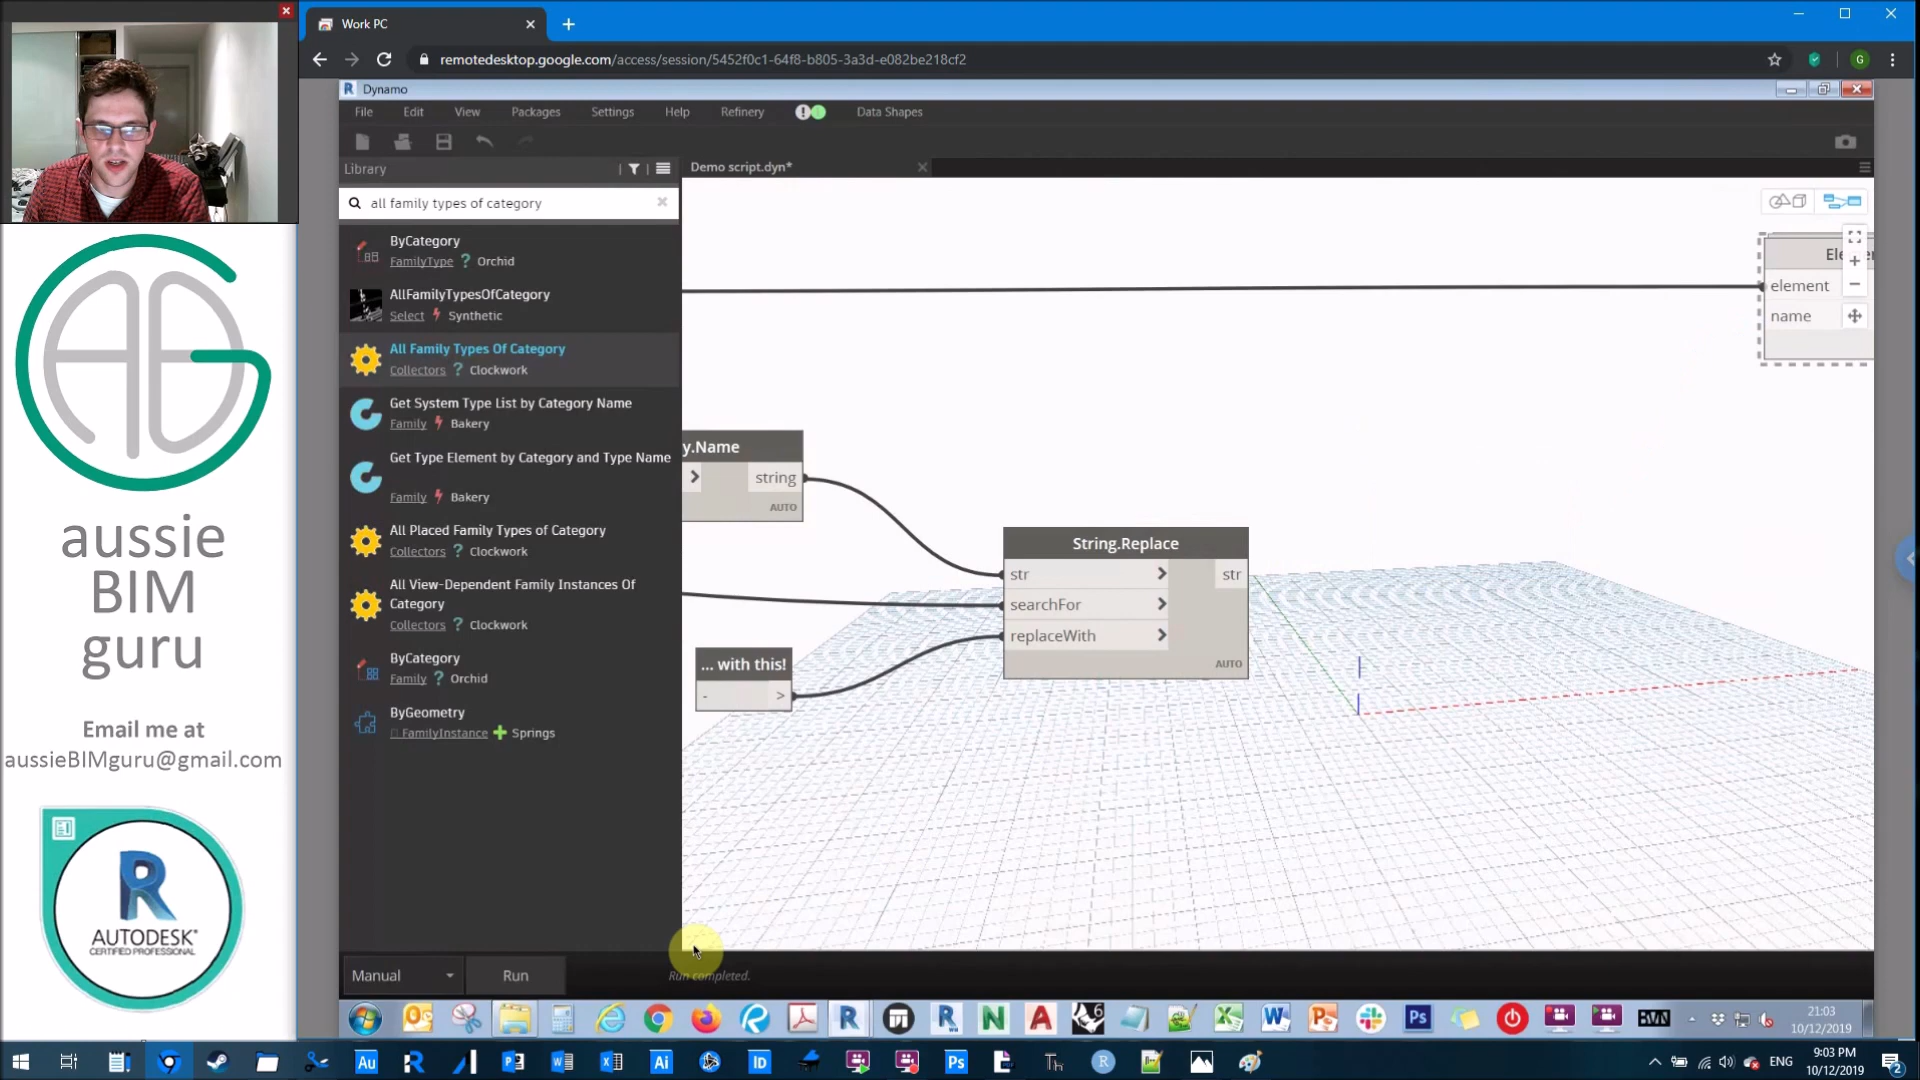 Work PC
remotedesktop.google.com/access/session/5452f0c1-64f8-b805-3a3d-e082be218cf2
G
R Dynamo
File Edit View Packages Settings Help Refinery Data Shapes
Library
Demo script.dyn*
all family types of category
ByCategory
FamilyType ? Orchid
AllFamilyTypesOfCategory
Select Synthetic
All Family Types Of Category
Collectors ? Clockwork
Get System Type List by Category Name
Family Bakery
Get Type Element by Category and Type Name
Family Bakery
All Placed Family Types of Category
Collectors ? Clockwork
All View-Dependent Family Instances Of
Category
Collectors ? Clockwork
ByCategory
Family ? Orchid
ByGeometry
FamilyInstance Springs
element
name
y.Name
> string
AUTO
String.Replace
str > str
searchFor >
replaceWith >
AUTO
... with this!
- >
Manual
Run
Run completed.
AG
aussie
BIM
guru
Email me at
aussieBIMguru@gmail.com
R
AUTODESK
CERTIFIED PROFESSIONAL
21:03
10/12/2019
BVN
ENG
9:03 PM
10/12/2019
2